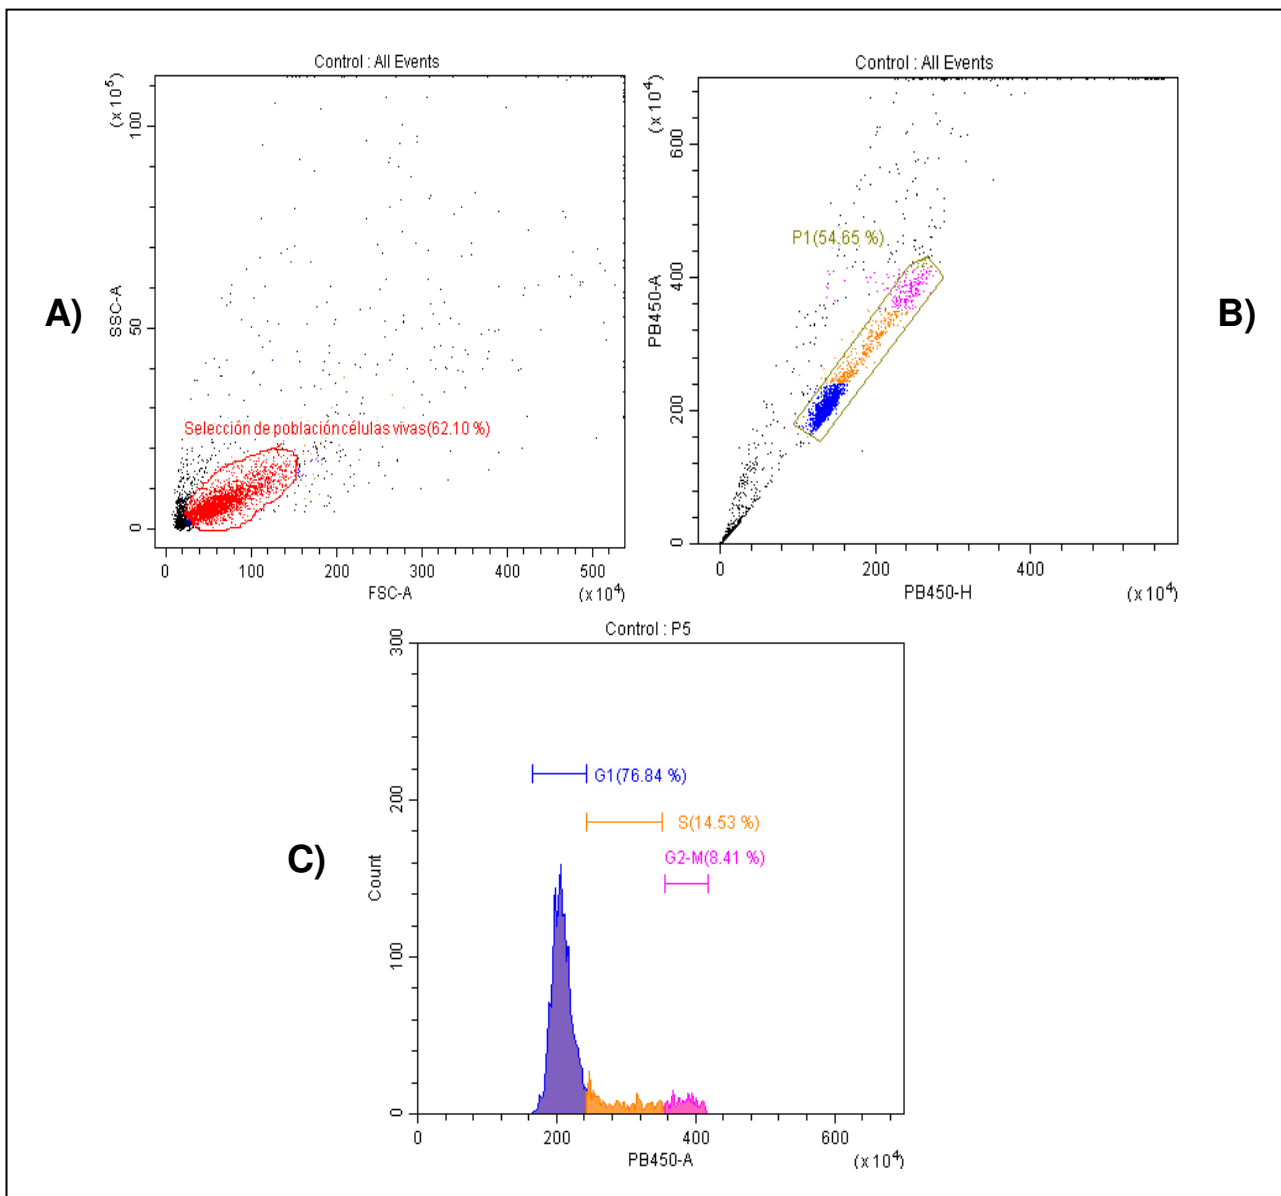 Control : All Events
(x 10⁵)
100
50
0
SSC-A
Selección de población células vivas(62.10 %)
0 100 200 300 400 500
FSC-A (x 10⁴)
A)
Control : All Events
(x 10⁴)
600
400
200
0
PB450-A
P1(54.65 %)
0 200 400
PB450-H (x 10⁴)
B)
Control : P5
300
200
100
0
Count
G1(76.84 %)
S(14.53 %)
G2-M(8.41 %)
C)
0 200 400 600
PB450-A (x 10⁴)